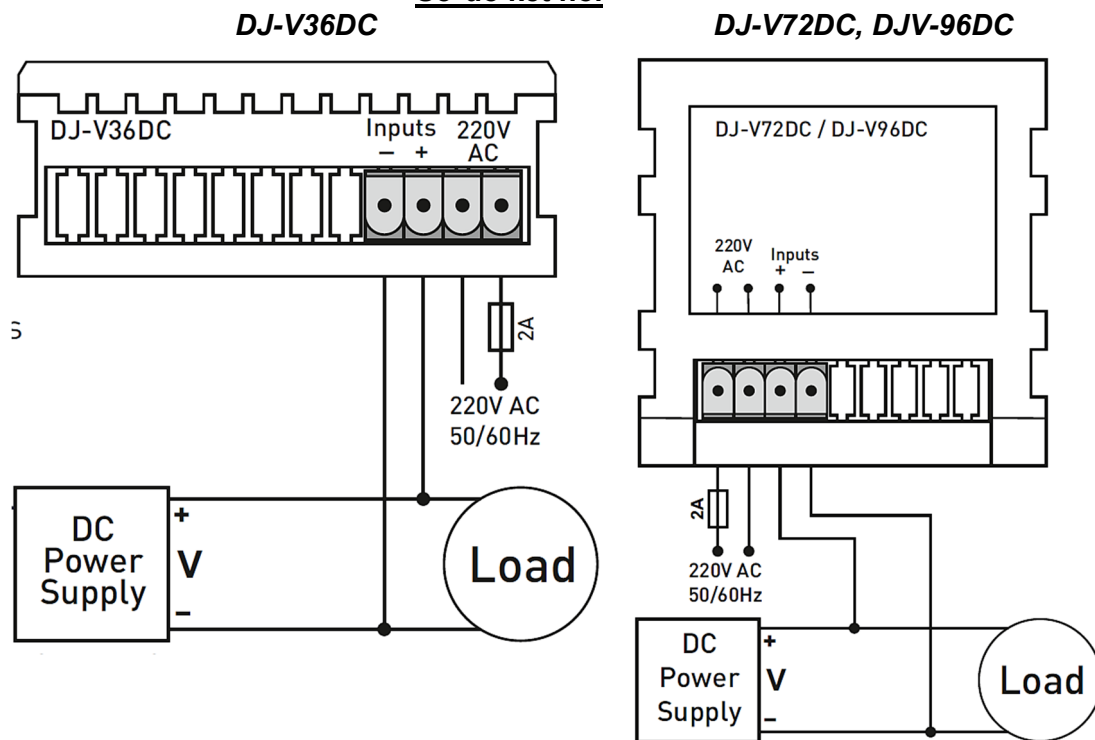 DJ-V36DC
DJ-V72DC, DJV-96DC
DJ-V36DC
Inputs
220V
AC
– +
2A
220V AC
50/60Hz
DC
Power
Supply
+
V
–
Load
DJ-V72DC / DJ-V96DC
220V
AC
Inputs
+ –
2A
220V AC
50/60Hz
DC
Power
Supply
+
V
–
Load